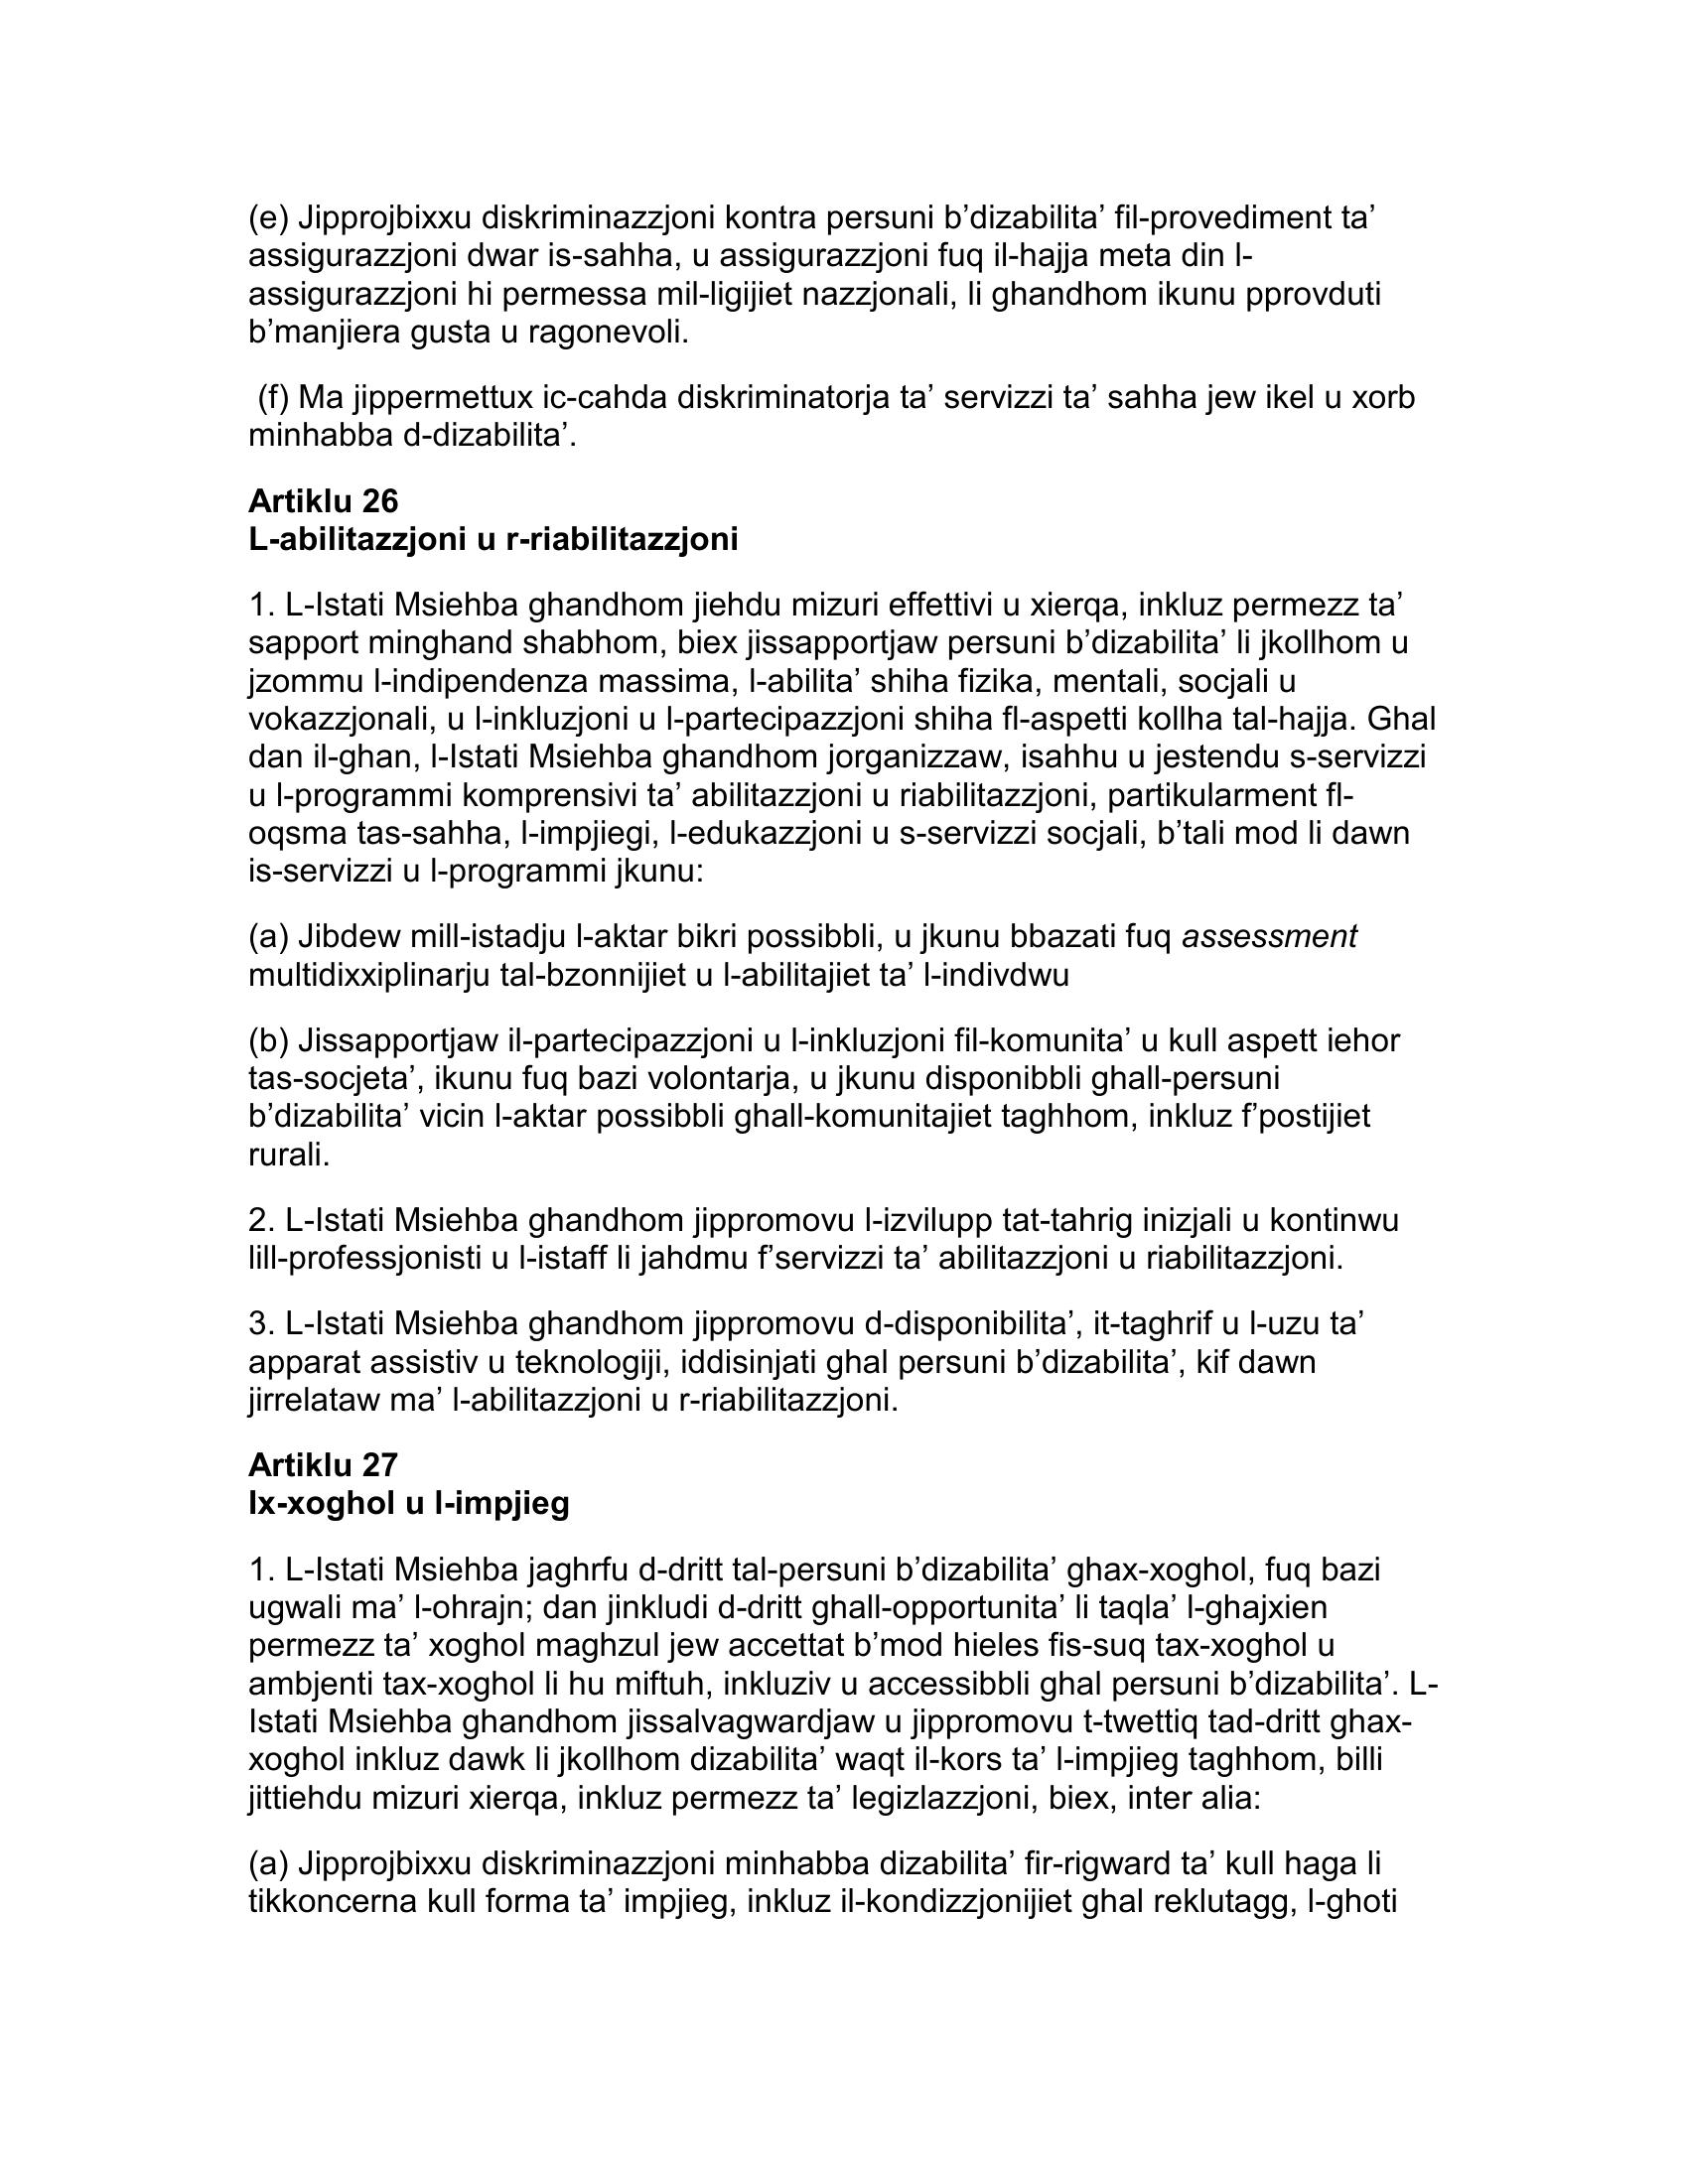 (e) Jipprojbixxu diskriminazzjoni kontra persuni b’dizabilita’ fil-provediment ta’
assigurazzjoni dwar is-sahha, u assigurazzjoni fuq il-hajja meta din l-
assigurazzjoni hi permessa mil-ligijiet nazzjonali, li ghandhom ikunu pprovduti
b’manjiera gusta u ragonevoli.
(f) Ma jippermettux ic-cahda diskriminatorja ta’ servizzi ta’ sahha jew ikel u xorb
minhabba d-dizabilita’.
Artiklu 26
L-abilitazzjoni u r-riabilitazzjoni
1. L-Istati Msiehba ghandhom jiehdu mizuri effettivi u xierqa, inkluz permezz ta’
sapport minghand shabhom, biex jissapportjaw persuni b’dizabilita’ li jkollhom u
jzommu l-indipendenza massima, l-abilita’ shiha fizika, mentali, socjali u
vokazzjonali, u l-inkluzjoni u l-partecipazzjoni shiha fl-aspetti kollha tal-hajja. Ghal
dan il-ghan, l-Istati Msiehba ghandhom jorganizzaw, isahhu u jestendu s-servizzi
u l-programmi komprensivi ta’ abilitazzjoni u riabilitazzjoni, partikularment fl-
oqsma tas-sahha, l-impjiegi, l-edukazzjoni u s-servizzi socjali, b’tali mod li dawn
is-servizzi u l-programmi jkunu:
(a) Jibdew mill-istadju l-aktar bikri possibbli, u jkunu bbazati fuq assessment
multidixxiplinarju tal-bzonnijiet u l-abilitajiet ta’ l-indivdwu
(b) Jissapportjaw il-partecipazzjoni u l-inkluzjoni fil-komunita’ u kull aspett iehor
tas-socjeta’, ikunu fuq bazi volontarja, u jkunu disponibbli ghall-persuni
b’dizabilita’ vicin l-aktar possibbli ghall-komunitajiet taghhom, inkluz f’postijiet
rurali.
2. L-Istati Msiehba ghandhom jippromovu l-izvilupp tat-tahrig inizjali u kontinwu
lill-professjonisti u l-istaff li jahdmu f’servizzi ta’ abilitazzjoni u riabilitazzjoni.
3. L-Istati Msiehba ghandhom jippromovu d-disponibilita’, it-taghrif u l-uzu ta’
apparat assistiv u teknologiji, iddisinjati ghal persuni b’dizabilita’, kif dawn
jirrelataw ma’ l-abilitazzjoni u r-riabilitazzjoni.
Artiklu 27
Ix-xoghol u l-impjieg
1. L-Istati Msiehba jaghrfu d-dritt tal-persuni b’dizabilita’ ghax-xoghol, fuq bazi
ugwali ma’ l-ohrajn; dan jinkludi d-dritt ghall-opportunita’ li taqla’ l-ghajxien
permezz ta’ xoghol maghzul jew accettat b’mod hieles fis-suq tax-xoghol u
ambjenti tax-xoghol li hu miftuh, inkluziv u accessibbli ghal persuni b’dizabilita’. L-
Istati Msiehba ghandhom jissalvagwardjaw u jippromovu t-twettiq tad-dritt ghax-
xoghol inkluz dawk li jkollhom dizabilita’ waqt il-kors ta’ l-impjieg taghhom, billi
jittiehdu mizuri xierqa, inkluz permezz ta’ legizlazzjoni, biex, inter alia:
(a) Jipprojbixxu diskriminazzjoni minhabba dizabilita’ fir-rigward ta’ kull haga li
tikkoncerna kull forma ta’ impjieg, inkluz il-kondizzjonijiet ghal reklutagg, l-ghoti